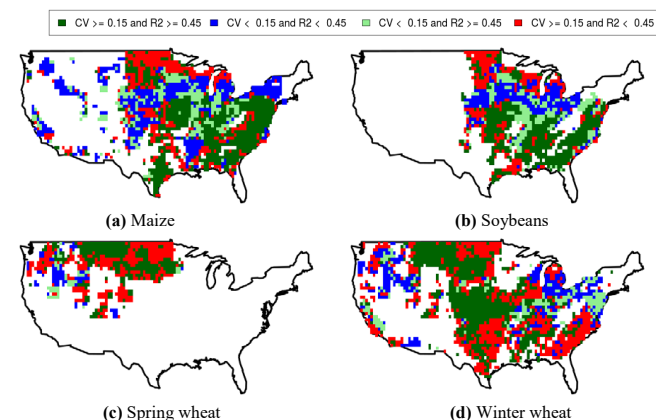 CV >= 0.15 and R2 >= 0.45 CV < 0.15 and R2 < 0.45 CV < 0.15 and R2 >= 0.45 CV >= 0.15 and R2 < 0.45
(a) Maize (b) Soybeans
(c) Spring wheat (d) Winter wheat